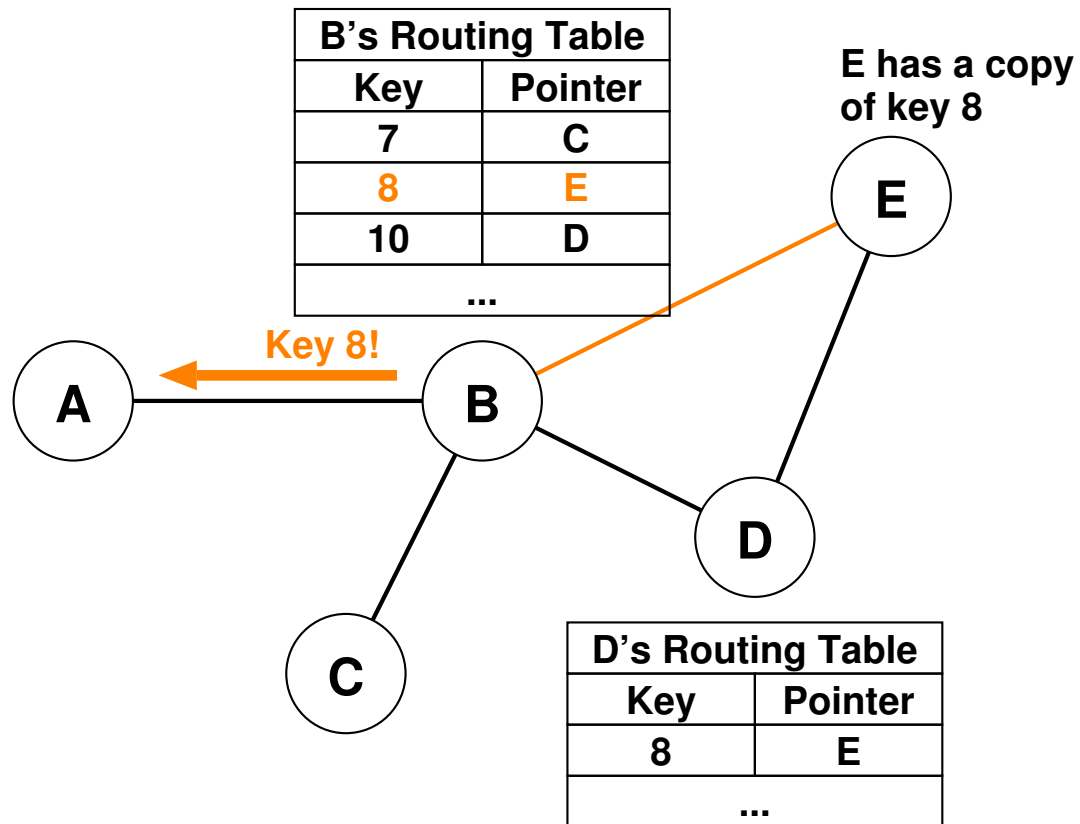 B’s Routing Table
Key Pointer
7 C
8 E
10 D
...
E has a copy
of key 8
E
Key 8!
A
B
D
C
D’s Routing Table
Key Pointer
8 E
...